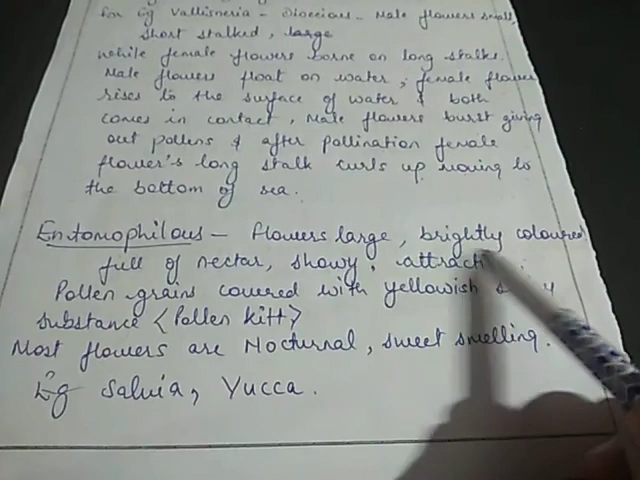 For Eg Vallisneria - Dioecious - Male flowers small,
short stalked, large
while female flowers borne on long stalks.
Male flowers float on water, female flower
rises to the surface of water & both
comes in contact, Male flowers burst giving
out pollens & after pollination female
flower's long stalk curls up moving to
the bottom of sea.
Entomophilous - Flowers large, brightly coloured
full of nectar, showy,
Pollen grains covered with yellowish
substance <Pollen kitt>
Most flowers are Nocturnal, sweet smelling.
Eg Salvia, Yucca.